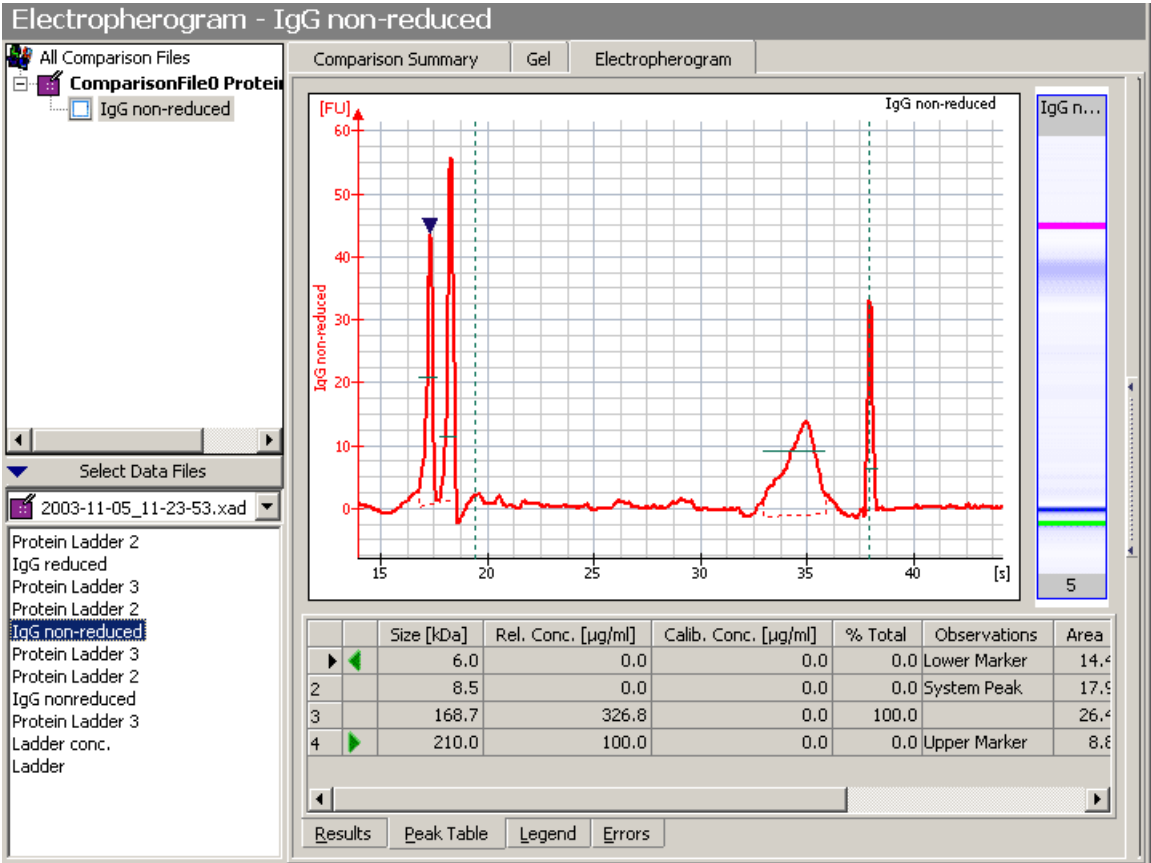 Electropherogram - IgG non-reduced
All Comparison Files
ComparisonFile0 Protein
IgG non-reduced
Select Data Files
2003-11-05_11-23-53.xad
Protein Ladder 2
IgG reduced
Protein Ladder 3
Protein Ladder 2
IgG non-reduced
Protein Ladder 3
Protein Ladder 2
IgG nonreduced
Protein Ladder 3
Ladder conc.
Ladder
Comparison Summary Gel Electropherogram
[FU] IgG non-reduced
60
50
40
30
20
10
0
IgG non-reduced
15 20 25 30 35 40 [s]
IgG n...
5
Size [kDa] Rel. Conc. [µg/ml] Calib. Conc. [µg/ml] % Total Observations Area
6.0 0.0 0.0 0.0 Lower Marker 14.4
2 8.5 0.0 0.0 0.0 System Peak 17.9
3 168.7 326.8 0.0 100.0 26.4
4 210.0 100.0 0.0 0.0 Upper Marker 8.8
Results Peak Table Legend Errors